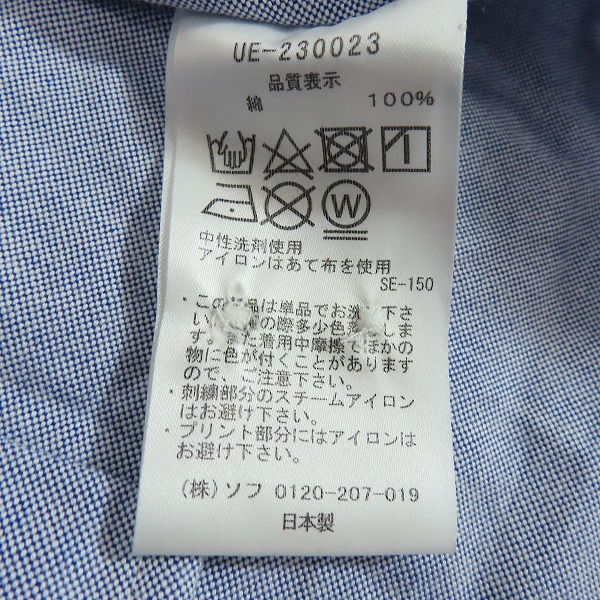 UE-230023
品質表示
綿 100%
W
中性洗剤使用
アイロンはあて布を使用
SE-150
・この 品は単品でお洗 下さ
い の際多少色落 しま
す。また着用中摩擦でほかの
物に色が付くことがあります
ので、ご注意下さい。
・刺繍部分のスチームアイロン
はお避け下さい。
・プリント部分にはアイロンは
お避け下さい。
(株)ソフ 0120-207-019
日本製